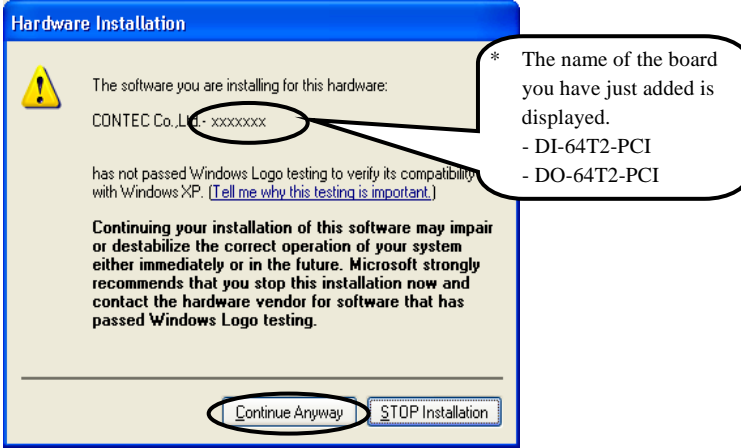 Hardware Installation
The software you are installing for this hardware:
CONTEC Co.,Ltd.- xxxxxxx
has not passed Windows Logo testing to verify its compatibility
with Windows XP. (Tell me why this testing is important.)
Continuing your installation of this software may impair
or destabilize the correct operation of your system
either immediately or in the future. Microsoft strongly
recommends that you stop this installation now and
contact the hardware vendor for software that has
passed Windows Logo testing.
Continue Anyway
STOP Installation
* The name of the board
you have just added is
displayed.
- DI-64T2-PCI
- DO-64T2-PCI